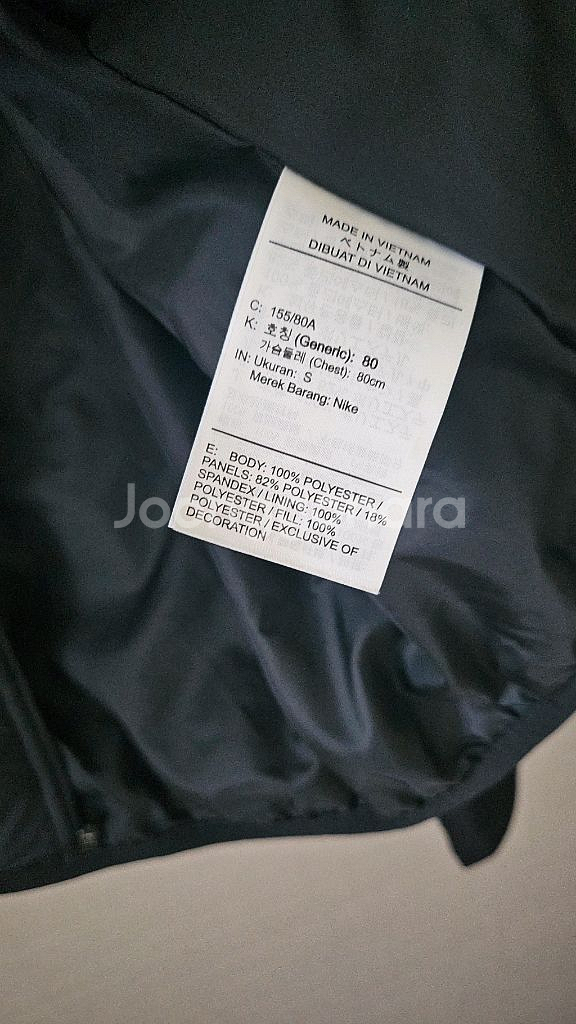 MADE IN VIETNAM
ベトナム製
DIBUAT DI VIETNAM
C: 155/80A
K: 호칭 (Generic): 80
가슴둘레 (Chest): 80cm
IN: Ukuran: S
Merek Barang: Nike
E: BODY: 100% POLYESTER /
PANELS: 82% POLYESTER / 18%
SPANDEX / LINING: 100%
POLYESTER / FILL: 100%
POLYESTER / EXCLUSIVE OF
DECORATION